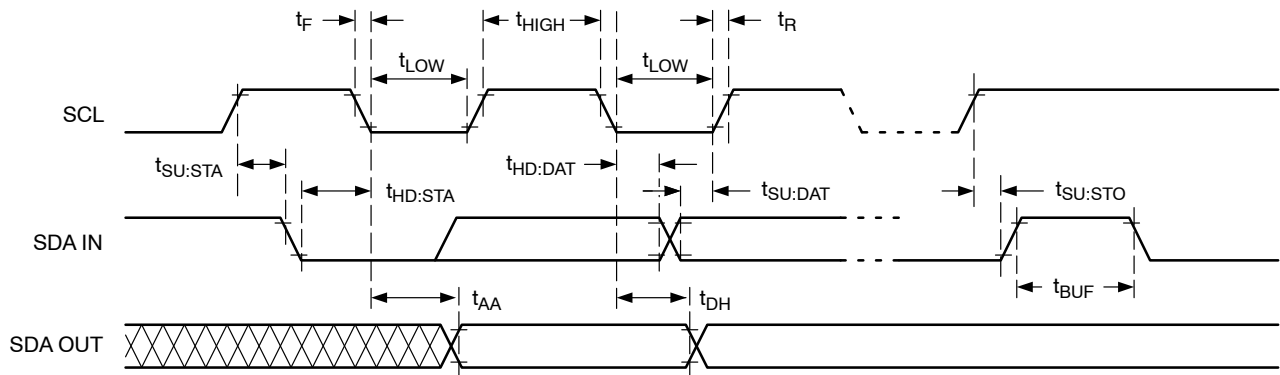 tF
tHIGH
tR
tLOW
tLOW
SCL
tSU:STA
tHD:STA
tHD:DAT
tSU:DAT
tSU:STO
SDA IN
tAA
tDH
tBUF
SDA OUT